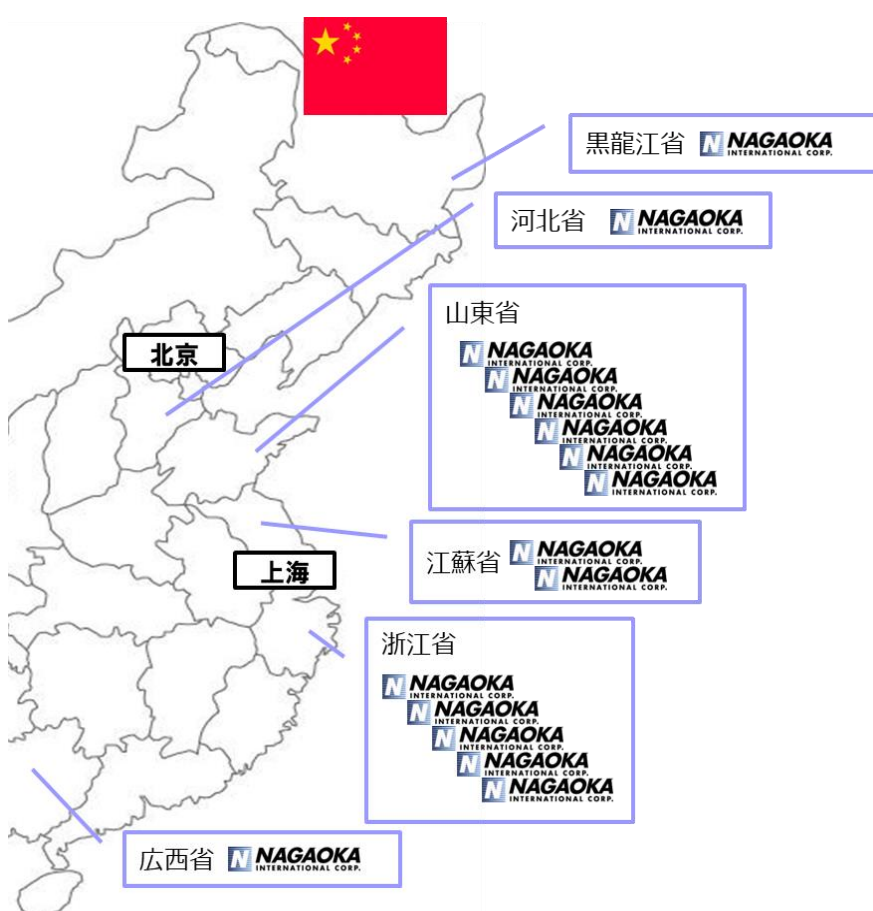 黒龍江省 N NAGAOKA
INTERNATIONAL CORP.
河北省 N NAGAOKA
INTERNATIONAL CORP.
山東省
N NAGAOKA
INTERNATIONAL CORP.
N NAGAOKA
INTERNATIONAL CORP.
N NAGAOKA
INTERNATIONAL CORP.
N NAGAOKA
INTERNATIONAL CORP.
N NAGAOKA
INTERNATIONAL CORP.
N NAGAOKA
INTERNATIONAL CORP.
北京
江蘇省 N NAGAOKA
INTERNATIONAL CORP.
N NAGAOKA
INTERNATIONAL CORP.
上海
浙江省
N NAGAOKA
INTERNATIONAL CORP.
N NAGAOKA
INTERNATIONAL CORP.
N NAGAOKA
INTERNATIONAL CORP.
N NAGAOKA
INTERNATIONAL CORP.
N NAGAOKA
INTERNATIONAL CORP.
広西省 N NAGAOKA
INTERNATIONAL CORP.